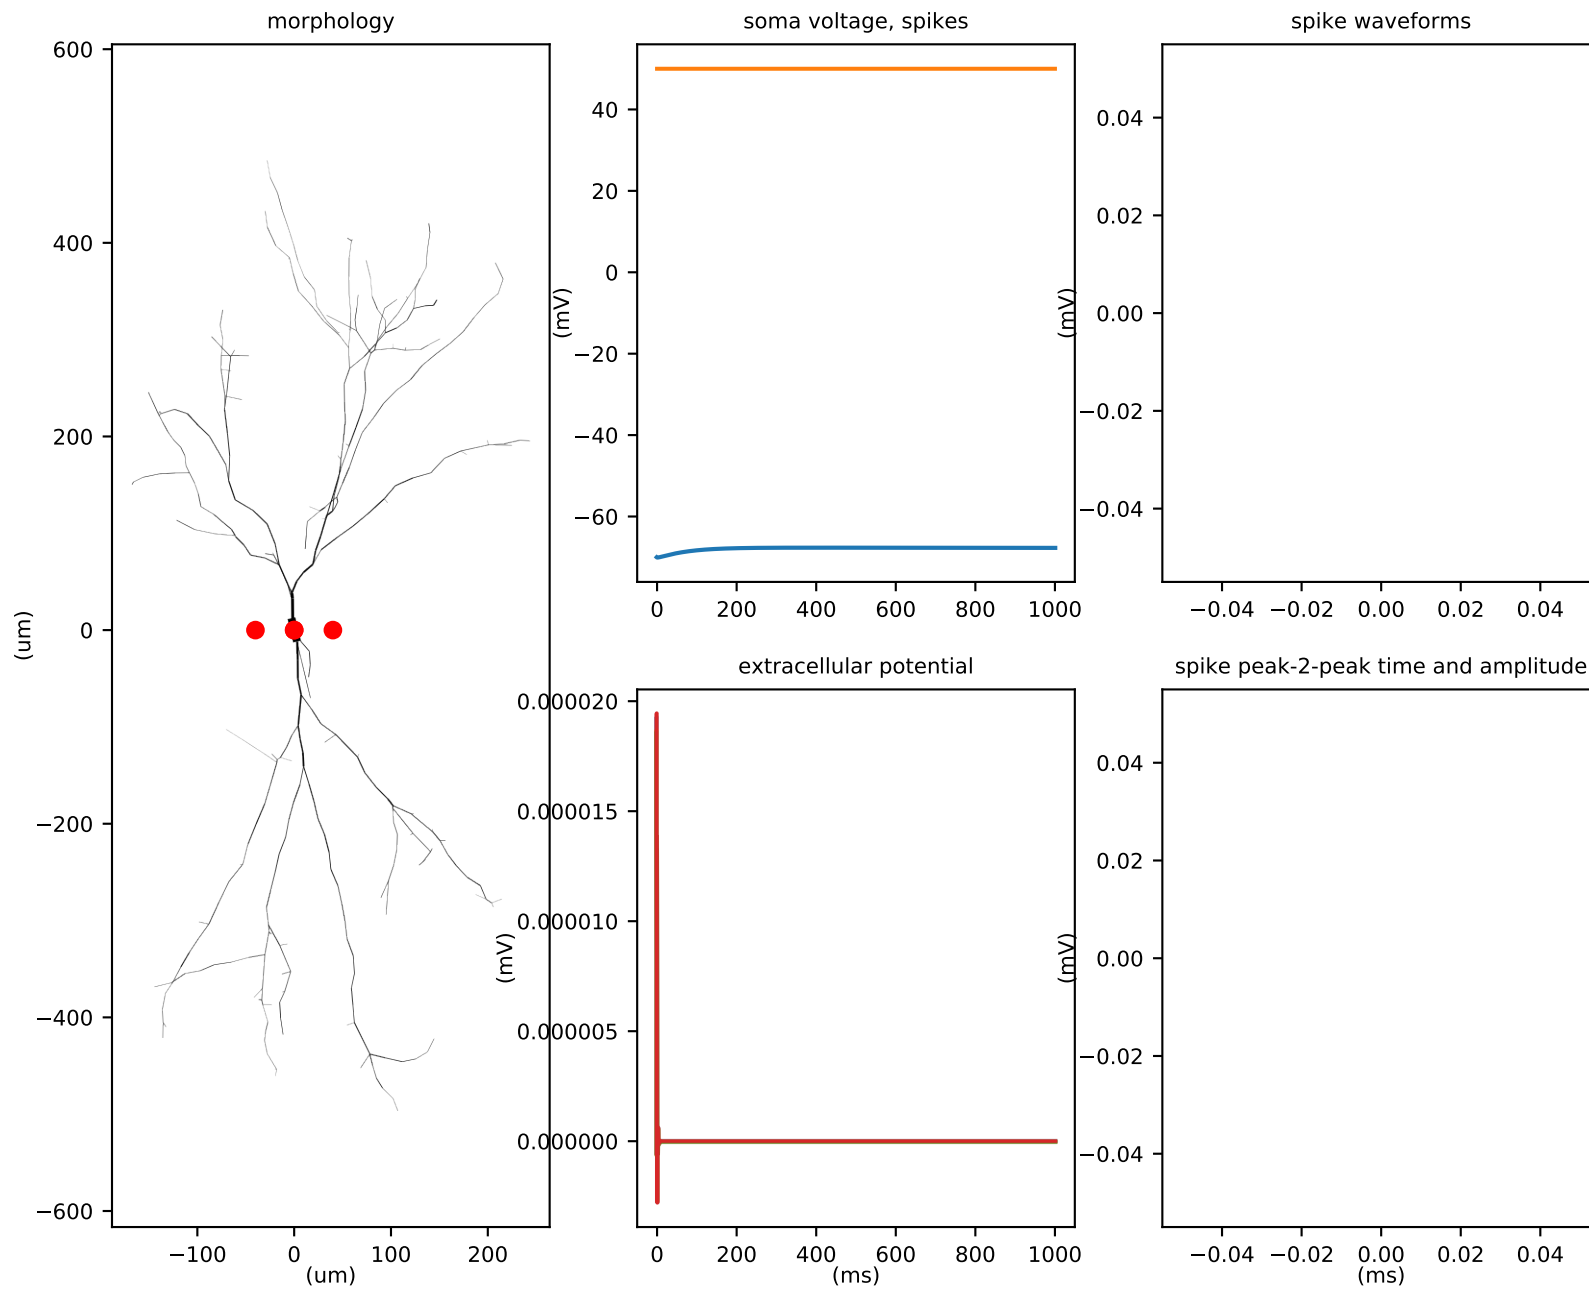 morphology
600
400
200
0
−200
−400
−600
(um)
−100 0 100 200
(um)
soma voltage, spikes
40
20
0
−20
−40
−60
(mV)
0 200 400 600 800 1000
spike waveforms
0.04
0.02
0.00
−0.02
−0.04
(mV)
−0.04 −0.02 0.00 0.02 0.04
extracellular potential
0.000020
0.000015
0.000010
0.000005
0.000000
(mV)
0 200 400 600 800 1000
(ms)
spike peak-2-peak time and amplitude
0.04
0.02
0.00
−0.02
−0.04
(mV)
−0.04 −0.02 0.00 0.02 0.04
(ms)